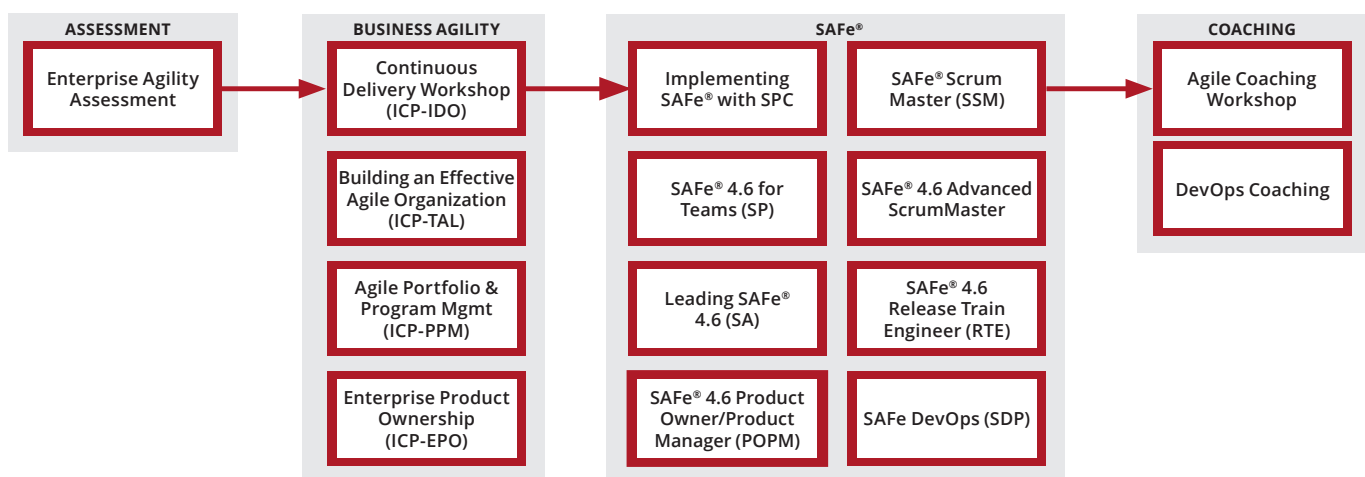 ASSESSMENT
Enterprise Agility
Assessment
BUSINESS AGILITY
Continuous
Delivery Workshop
(ICP-IDO)
Building an Effective
Agile Organization
(ICP-TAL)
Agile Portfolio &
Program Mgmt
(ICP-PPM)
Enterprise Product
Ownership
(ICP-EPO)
SAFe®
Implementing
SAFe® with SPC
SAFe® 4.6 for
Teams (SP)
Leading SAFe®
4.6 (SA)
SAFe® 4.6 Product
Owner/Product
Manager (POPM)
SAFe® Scrum
Master (SSM)
SAFe® 4.6 Advanced
ScrumMaster
SAFe® 4.6
Release Train
Engineer (RTE)
SAFe DevOps (SDP)
COACHING
Agile Coaching
Workshop
DevOps Coaching